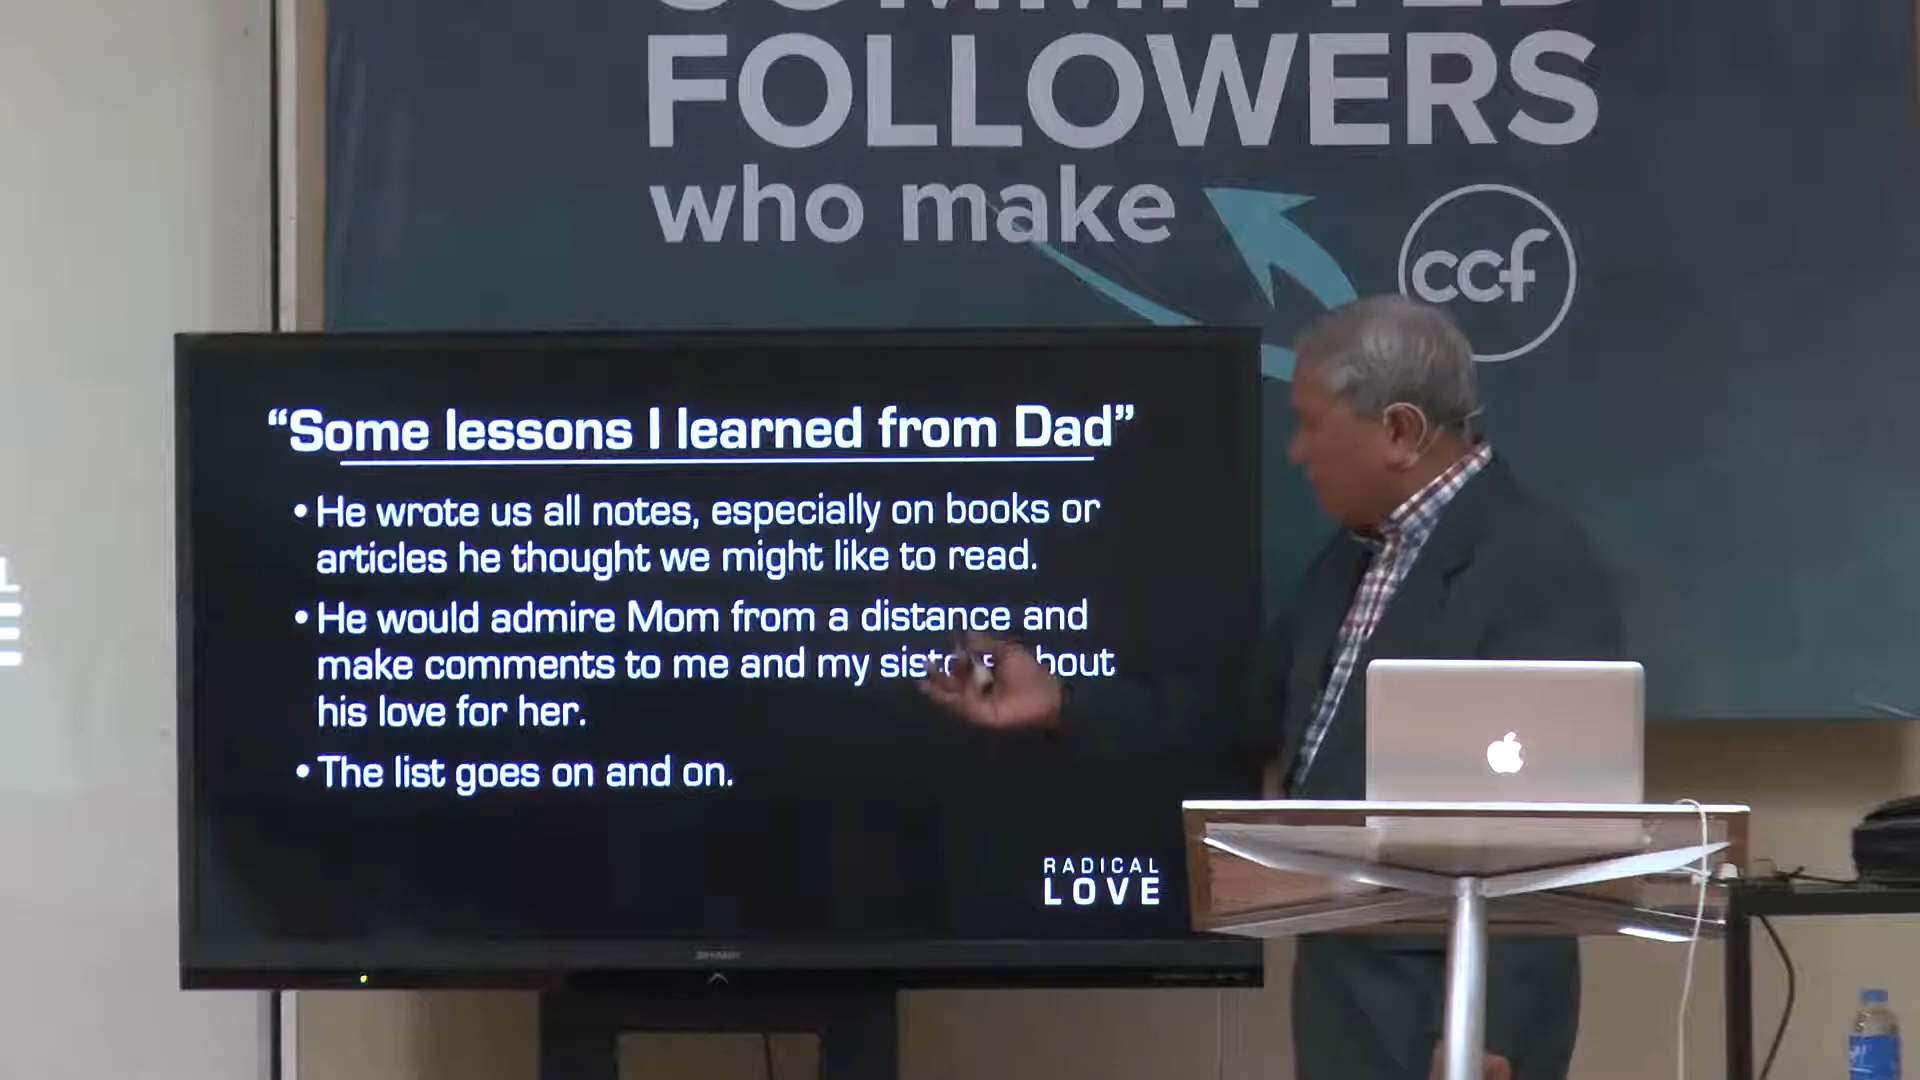 FOLLOWERS
who make
ccf
“Some lessons I learned from Dad”
• He wrote us all notes, especially on books or
articles he thought we might like to read.
• He would admire Mom from a distance and
make comments to me and my
his love for her.
• The list goes on and on.
RADICAL
LOVE
SHARP